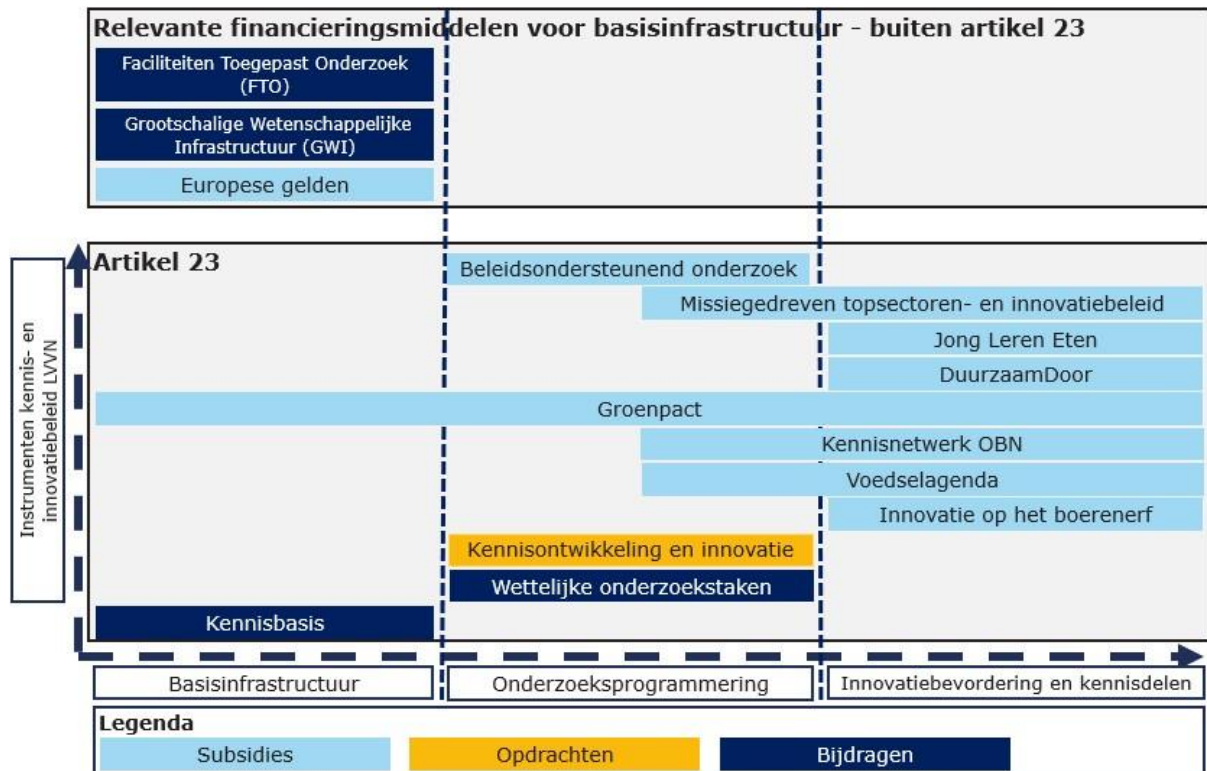 Relevante financieringsmiddelen voor basisinfrastructuur - buiten artikel 23
Faciliteiten Toegepast Onderzoek
(FTO)
Grootschalige Wetenschappelijke
Infrastructuur (GWI)
Europese gelden
Instrumenten kennis- en
innovatiebeleid LVVN
Artikel 23
Beleidsondersteunend onderzoek
Missiegedreven topsectoren- en innovatiebeleid
Jong Leren Eten
DuurzaamDoor
Groenpact
Kennisnetwerk OBN
Voedselagenda
Innovatie op het boerenerf
Kennisontwikkeling en innovatie
Wettelijke onderzoekstaken
Kennisbasis
Basisinfrastructuur
Onderzoeksprogrammering
Innovatiebevordering en kennisdelen
Legenda
Subsidies
Opdrachten
Bijdragen